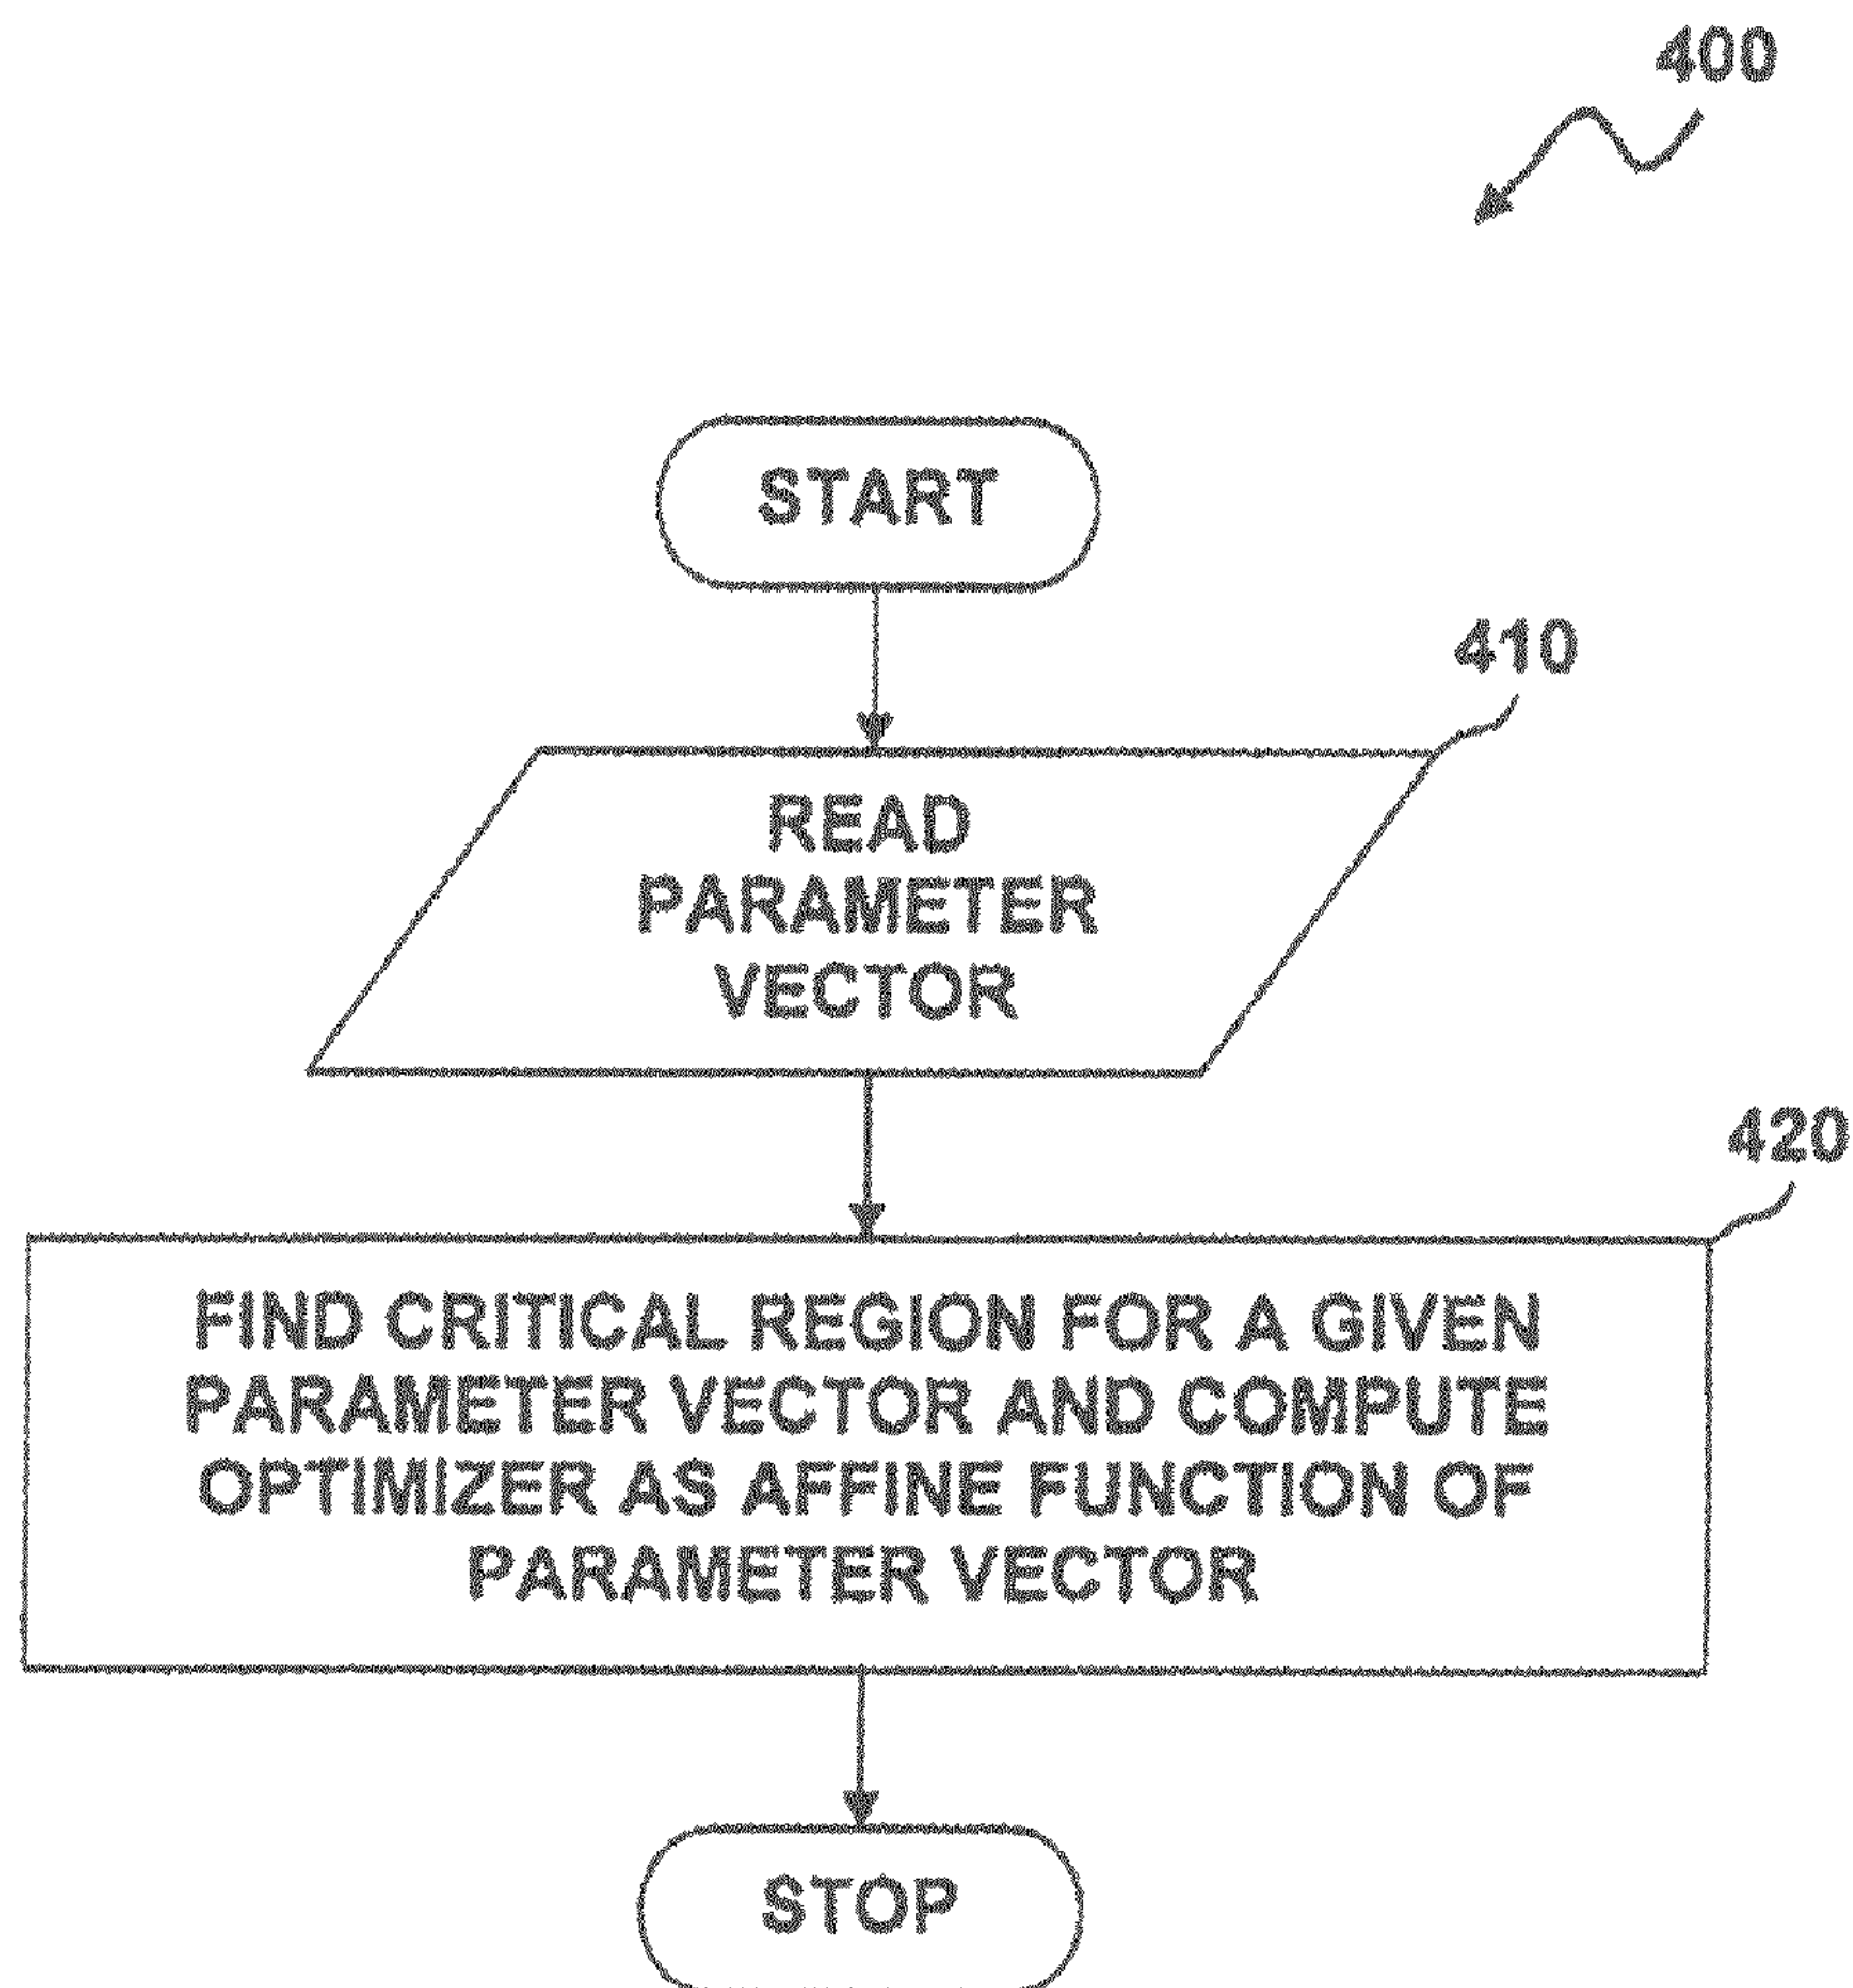 400
START
410
READ
PARAMETER
VECTOR
420
FIND CRITICAL REGION FOR A GIVEN
PARAMETER VECTOR AND COMPUTE
OPTIMIZER AS AFFINE FUNCTION OF
PARAMETER VECTOR
STOP